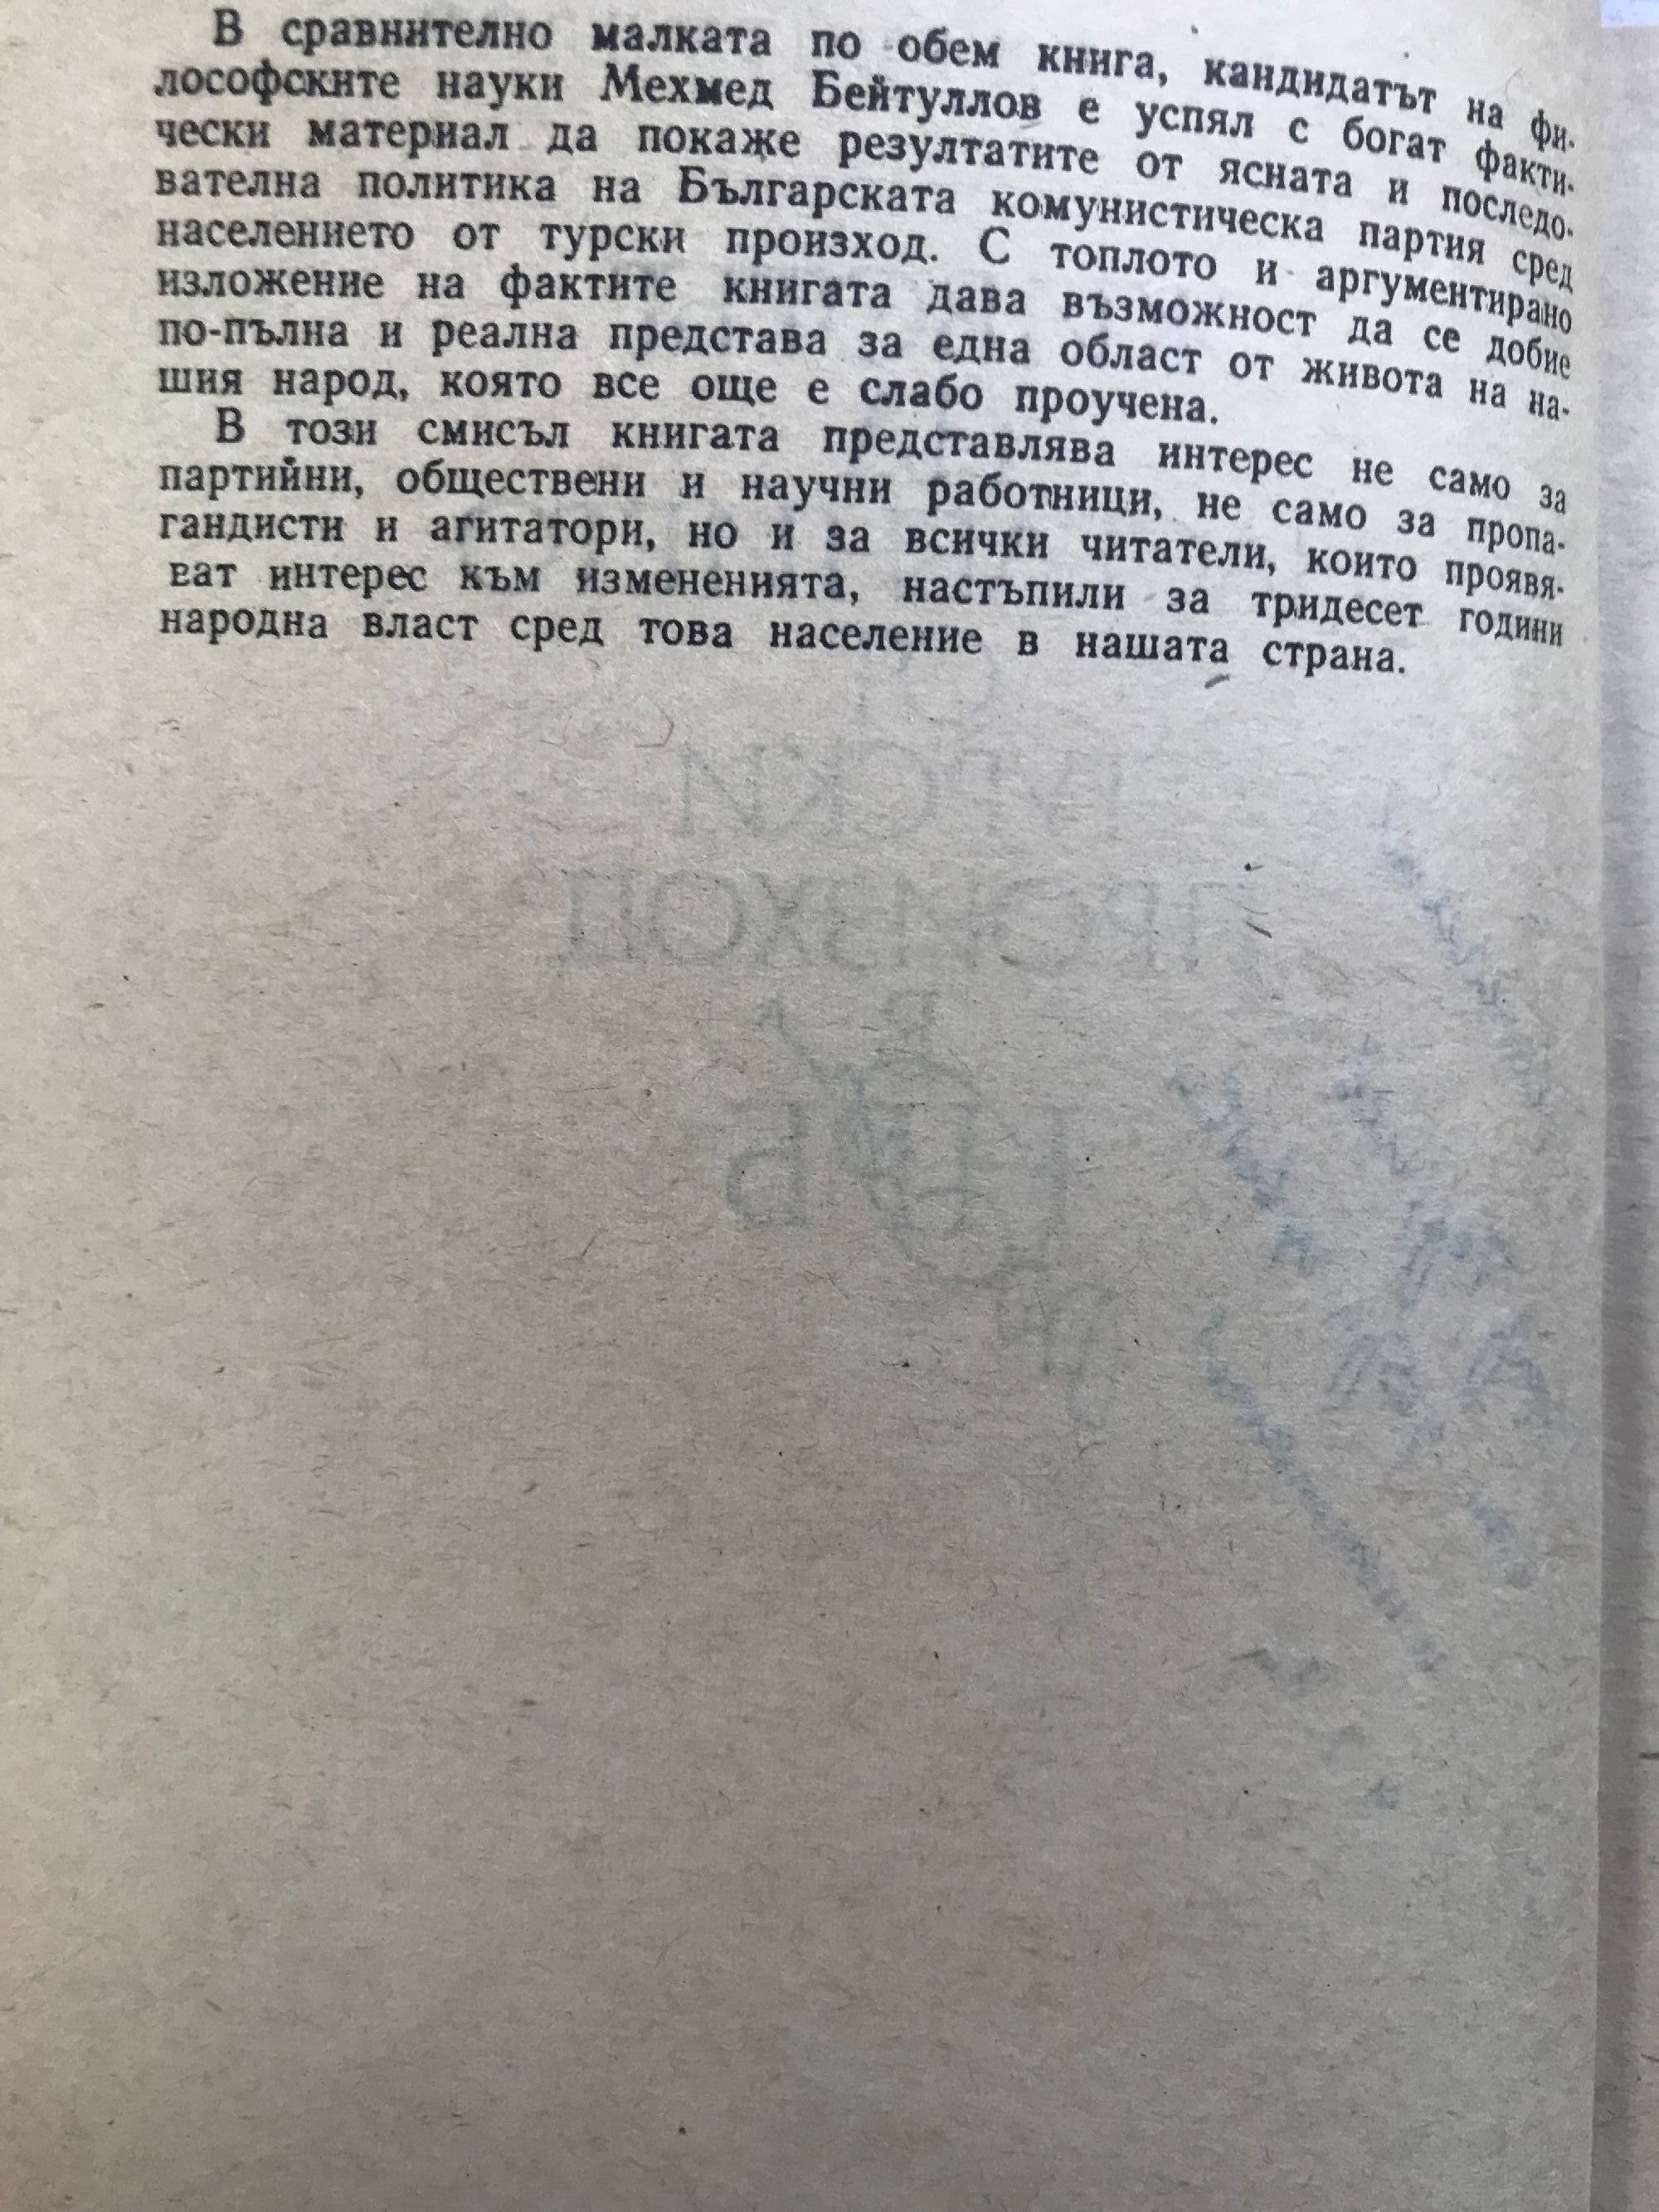 В сравнително малката по обем книга, кандидатът на фи-
лософските науки Мехмед Бейтуллов е успял с богат факти-
чески материал да покаже резултатите от ясната и последо-
вателна политика на Българската комунистическа партия сред
населението от турски произход. С топлото и аргументирано
изложение на фактите книгата дава възможност да се добие
по-пълна и реална представа за една област от живота на на-
шия народ, която все още е слабо проучена.
В този смисъл книгата представлява интерес не само за
партийни, обществени и научни работници, не само за пропа-
гандисти и агитатори, но и за всички читатели, които проявя-
ват интерес към измененията, настъпили за тридесет години
народна власт сред това население в нашата страна.